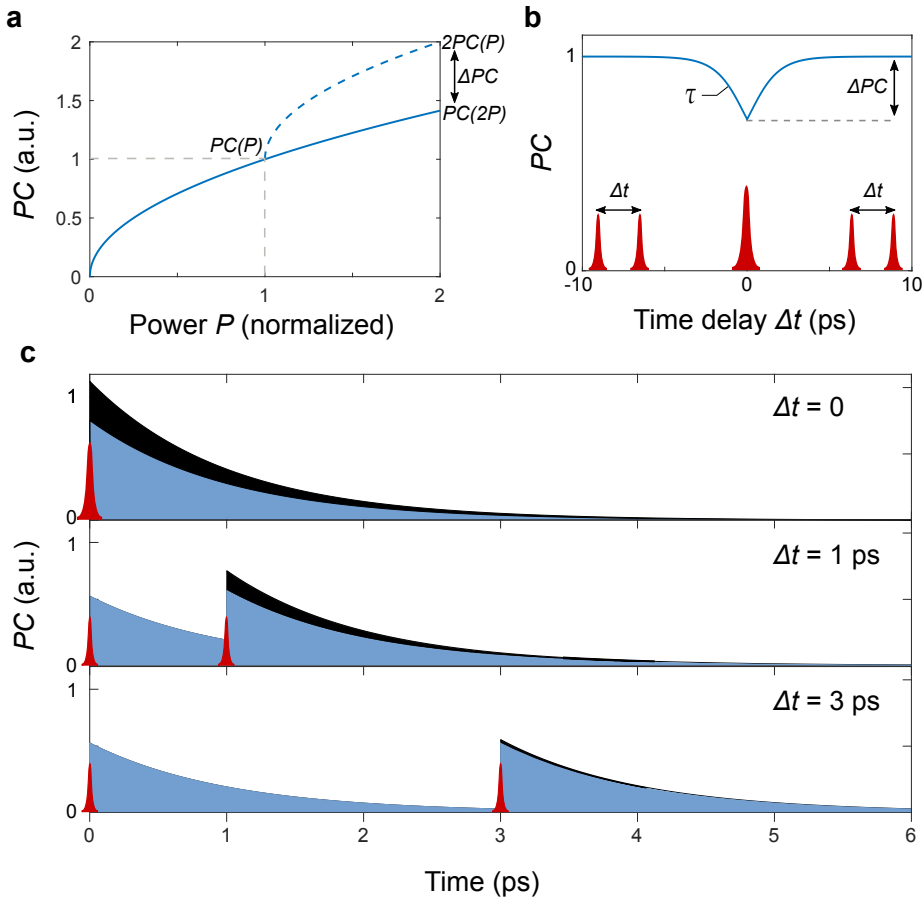 a
2
1.5
1
0.5
0
0
1
2
PC (a.u.)
Power P (normalized)
2PC(P)
ΔPC
PC(2P)
PC(P)
b
1
0
PC
τ
ΔPC
Δt
Δt
-10
0
10
Time delay Δt (ps)
c
1
0
Δt = 0
1
0
Δt = 1 ps
1
0
Δt = 3 ps
PC (a.u.)
0
1
2
3
4
5
6
Time (ps)